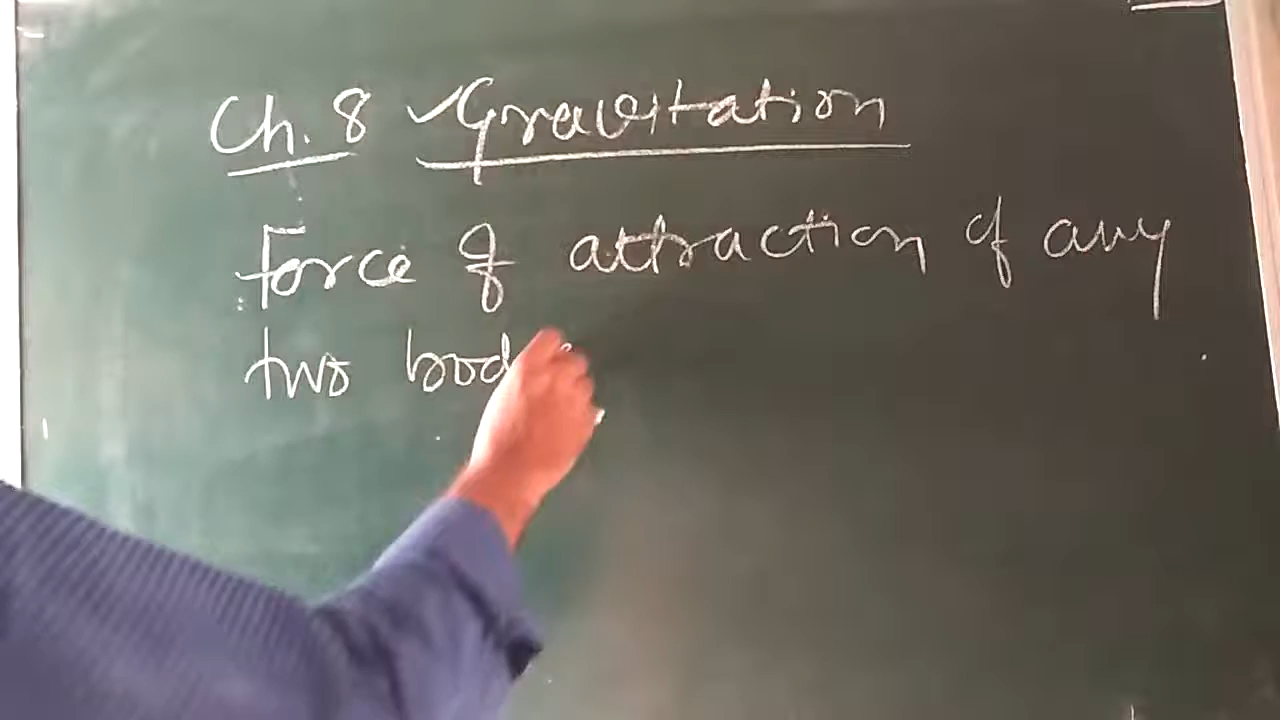 Ch. 8 Gravitation
Force of attraction of any
two bod